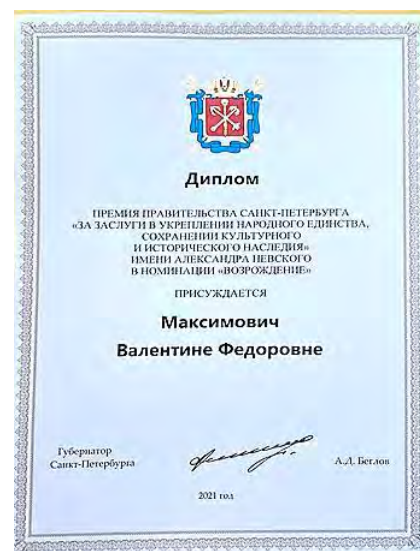 Диплом
ПРЕМИЯ ПРАВИТЕЛЬСТВА САНКТ-ПЕТЕРБУРГА
«ЗА ЗАСЛУГИ В УКРЕПЛЕНИИ НАРОДНОГО ЕДИНСТВА,
СОХРАНЕНИИ КУЛЬТУРНОГО
И ИСТОРИЧЕСКОГО НАСЛЕДИЯ»
ИМЕНИ АЛЕКСАНДРА НЕВСКОГО
В НОМИНАЦИИ «ВОЗРОЖДЕНИЕ»
ПРИСУЖДАЕТСЯ
Максимович
Валентине Федоровне
Губернатор
Санкт-Петербурга
А.Д. Беглов
2021 год